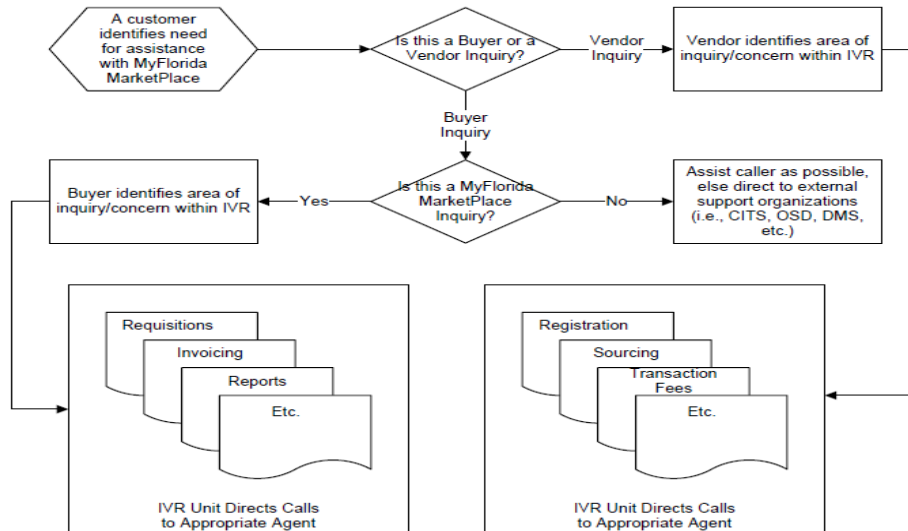 A customer
identifies need
for assistance
with MyFlorida
MarketPlace
Is this a Buyer or a
Vendor Inquiry?
Vendor
Inquiry
Vendor identifies area of
inquiry/concern within IVR
Buyer
Inquiry
Buyer identifies area of
inquiry/concern within IVR
Yes
Is this a MyFlorida
MarketPlace
Inquiry?
No
Assist caller as possible,
else direct to external
support organizations
(i.e., CITS, OSD, DMS,
etc.)
Requisitions
Invoicing
Reports
Etc.
IVR Unit Directs Calls
to Appropriate Agent
Registration
Sourcing
Transaction
Fees
Etc.
IVR Unit Directs Calls
to Appropriate Agent